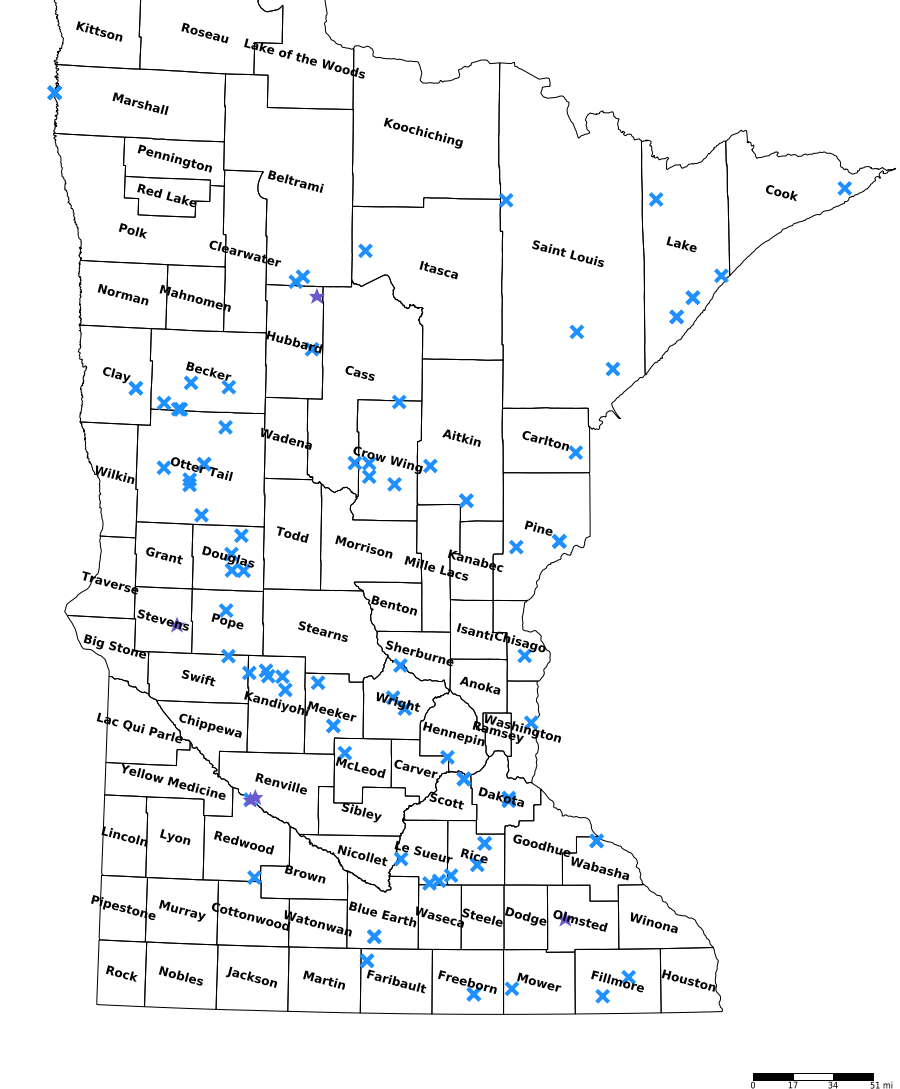 Kittson
Roseau
Lake of the Woods
Marshall
Koochiching
Pennington
Beltrami
Red Lake
Cook
Polk
Clearwater
Saint Louis
Lake
Itasca
Norman
Mahnomen
Hubbard
Clay
Becker
Cass
Wadena
Aitkin
Carlton
Crow Wing
Wilkin
Otter Tail
Pine
Todd
Morrison
Grant
Douglas
Mille Lacs
Kanabec
Traverse
Benton
Stevens
Pope
Stearns
Isanti
Chisago
Big Stone
Sherburne
Swift
Anoka
Kandiyohi
Meeker
Wright
Lac Qui Parle
Chippewa
Hennepin
Ramsey
Washington
McLeod
Carver
Yellow Medicine
Renville
Scott
Dakota
Sibley
Lincoln
Lyon
Redwood
Nicollet
Le Sueur
Rice
Goodhue
Wabasha
Brown
Pipestone
Murray
Cottonwood
Watonwan
Blue Earth
Waseca
Steele
Dodge
Olmsted
Winona
Rock
Nobles
Jackson
Martin
Faribault
Freeborn
Mower
Fillmore
Houston
0 17 34 51 mi